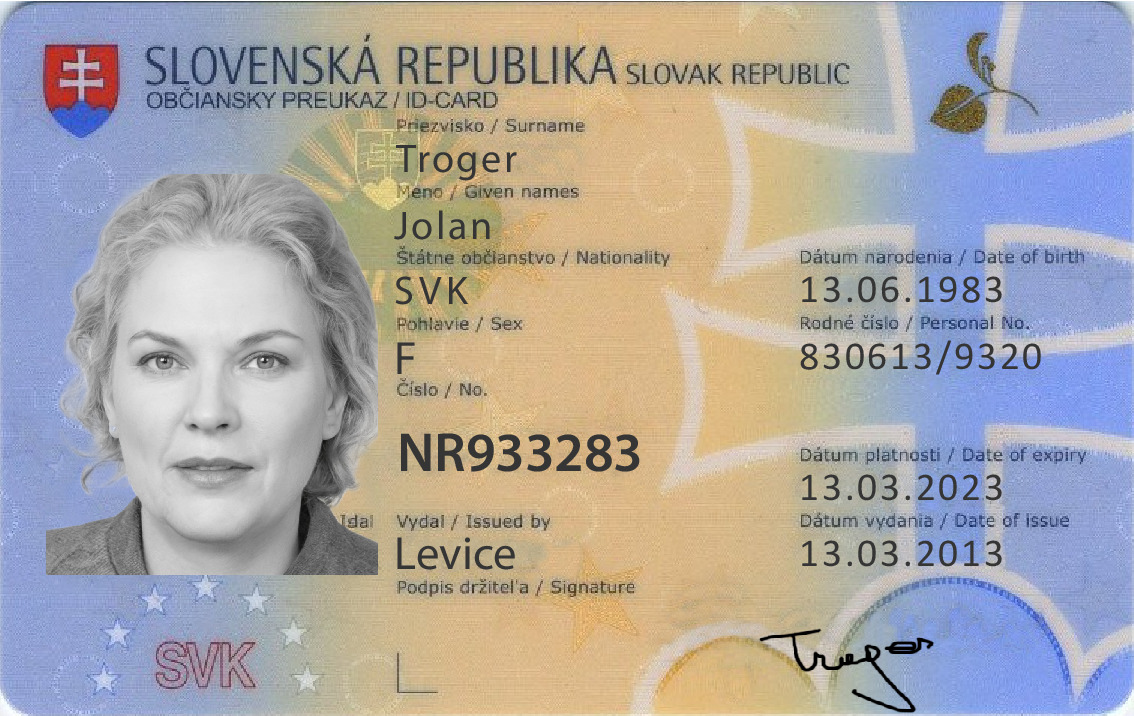 SLOVENSKÁ REPUBLIKA SLOVAK REPUBLIC
OBČIANSKY PREUKAZ / ID-CARD
Priezvisko / Surname
Troger
Meno / Given names
Jolan
Štátne občianstvo / Nationality
SVK
Dátum narodenia / Date of birth
13.06.1983
Pohlavie / Sex
F
Rodné číslo / Personal No.
830613/9320
Číslo / No.
NR933283
Dátum platnosti / Date of expiry
13.03.2023
Idal Vydal / Issued by
Levice
Dátum vydania / Date of issue
13.03.2013
Podpis držiteľa / Signature
Troger
SVK